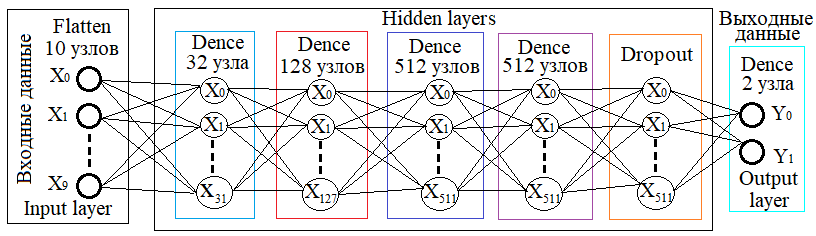 Входные данные
Flatten
10 узлов
X0
X1
X9
Input layer
Hidden layers
Dence
32 узла
X0
X1
X31
Dence
128 узлов
X0
X1
X127
Dence
512 узлов
X0
X1
X511
Dence
512 узлов
X0
X1
X511
Dropout
X0
X1
X511
Выходные
данные
Dence
2 узла
Y0
Y1
Output
layer